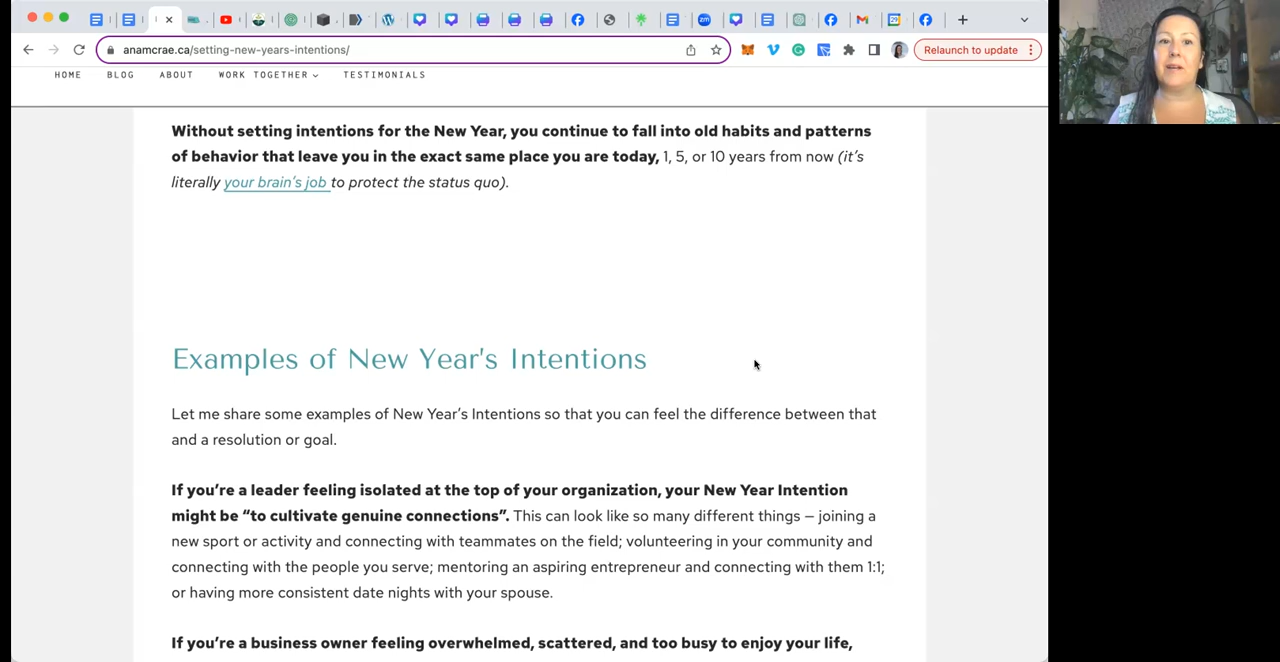 Relaunch to update
anamcrae.ca/setting-new-years-intentions/
HOME BLOG ABOUT WORK TOGETHER TESTIMONIALS
Without setting intentions for the New Year, you continue to fall into old habits and patterns
of behavior that leave you in the exact same place you are today, 1, 5, or 10 years from now (it’s
literally your brain’s job to protect the status quo).
Examples of New Year's Intentions
Let me share some examples of New Year’s Intentions so that you can feel the difference between that
and a resolution or goal.
If you’re a leader feeling isolated at the top of your organization, your New Year Intention
might be “to cultivate genuine connections”. This can look like so many different things — joining a
new sport or activity and connecting with teammates on the field; volunteering in your community and
connecting with the people you serve; mentoring an aspiring entrepreneur and connecting with them 1:1;
or having more consistent date nights with your spouse.
If you’re a business owner feeling overwhelmed, scattered, and too busy to enjoy your life,